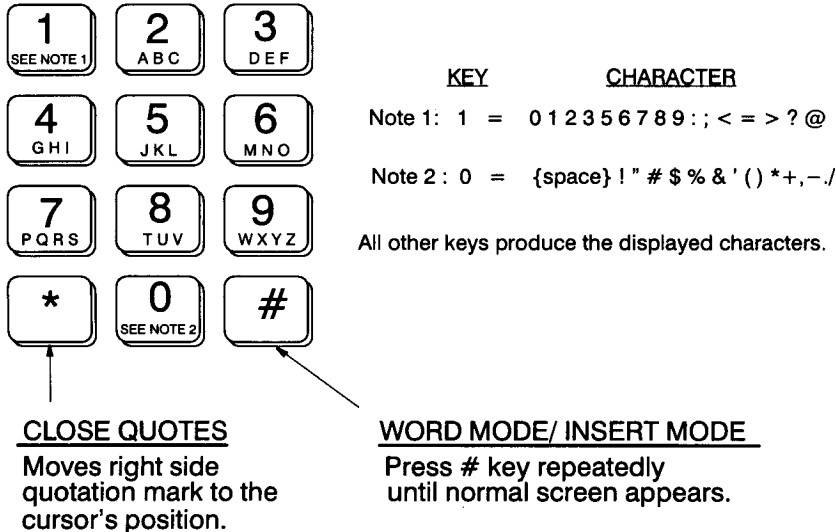 1
SEE NOTE 1
2
ABC
3
DEF
4
GHI
5
JKL
6
MNO
7
PQRS
8
TUV
9
WXYZ
*
0
SEE NOTE 2
#
KEY CHARACTER
Note 1: 1 = 0 1 2 3 5 6 7 8 9 : ; < = > ? @
Note 2 : 0 = {space} ! " # $ % & ' ( ) * + , – . /
All other keys produce the displayed characters.
CLOSE QUOTES
Moves right side
quotation mark to the
cursor's position.
WORD MODE/ INSERT MODE
Press # key repeatedly
until normal screen appears.